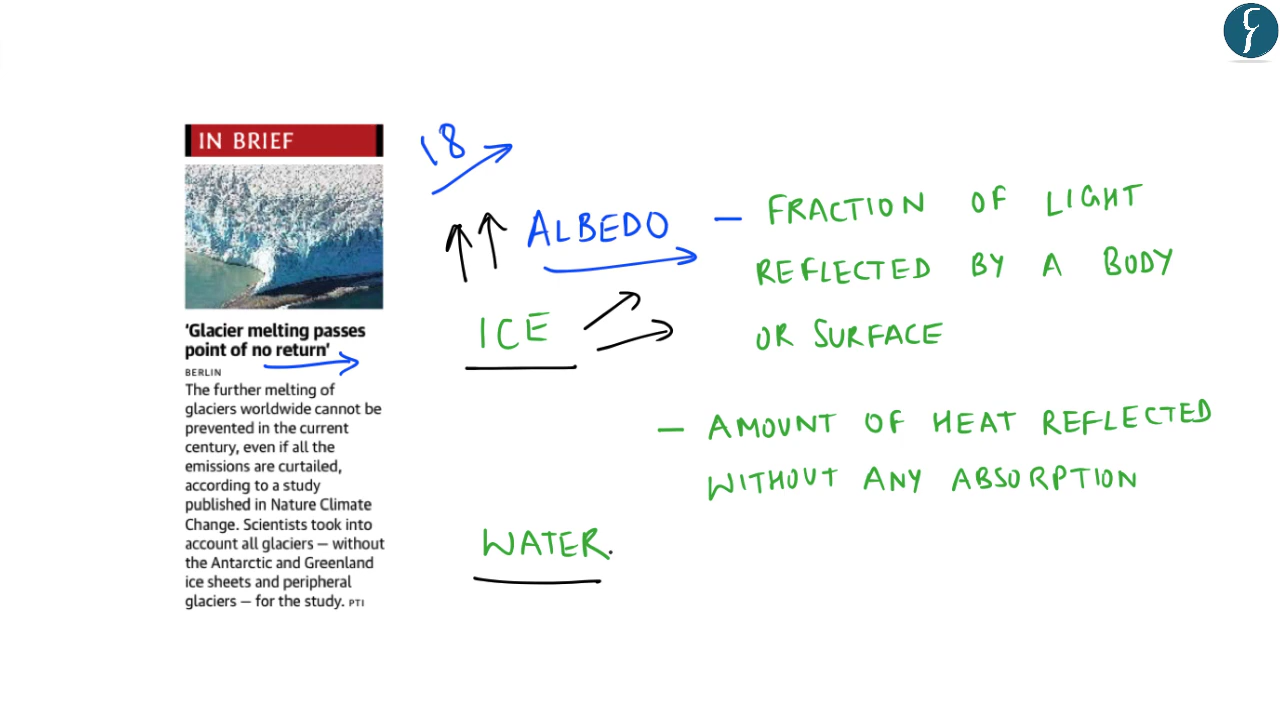 IN BRIEF
'Glacier melting passes
point of no return'
BERLIN
The further melting of
glaciers worldwide cannot be
prevented in the current
century, even if all the
emissions are curtailed,
according to a study
published in Nature Climate
Change. Scientists took into
account all glaciers — without
the Antarctic and Greenland
ice sheets and peripheral
glaciers — for the study. PTI
18
ALBEDO — FRACTION OF LIGHT
REFLECTED BY A BODY
OR SURFACE
ICE
— AMOUNT OF HEAT REFLECTED
WITHOUT ANY ABSORPTION
WATER.